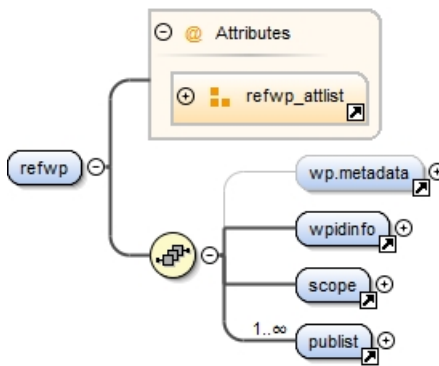 @ Attributes
refwp_attlist
refwp
wp.metadata
wpidinfo
scope
1..∞
publist